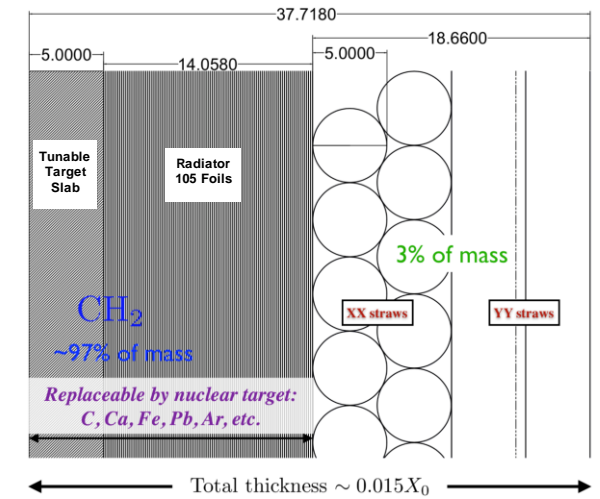 37.7180
18.6600
5.0000
14.0580
5.0000
Tunable
Target
Slab
Radiator
105 Foils
3% of mass
CH₂
~97% of mass
XX straws
YY straws
Replaceable by nuclear target:
C, Ca, Fe, Pb, Ar, etc.
Total thickness ∼ 0.015X₀